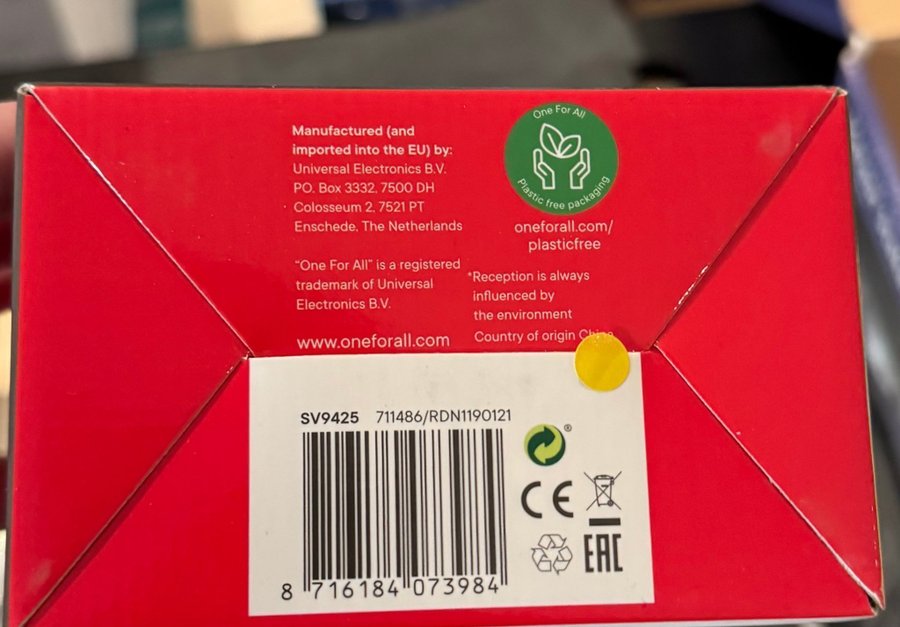 Manufactured (and
imported into the EU) by:
Universal Electronics B.V.
PO. Box 3332, 7500 DH
Colosseum 2, 7521 PT
Enschede, The Netherlands
"One For All" is a registered
trademark of Universal
Electronics B.V.
www.oneforall.com
One For All
Plastic free packaging
oneforall.com/
plasticfree
*Reception is always
influenced by
the environment
Country of origin China
SV9425 711486/RDN1190121
8 716184 073984
®
CE
EAC